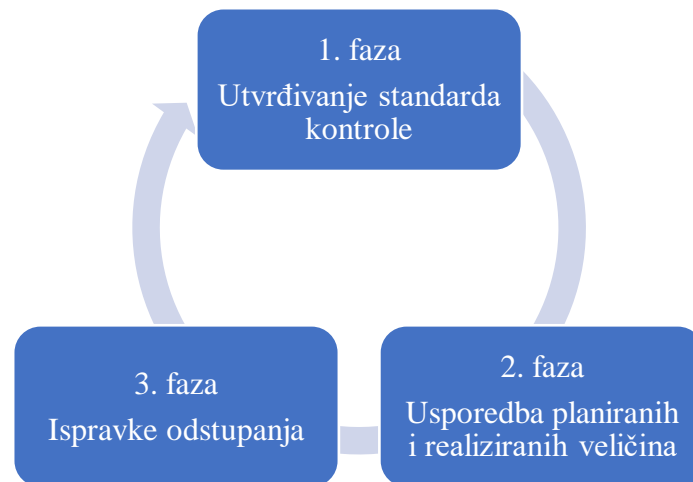 1. faza
Utvrđivanje standarda
kontrole
2. faza
Usporedba planiranih
i realiziranih veličina
3. faza
Ispravke odstupanja